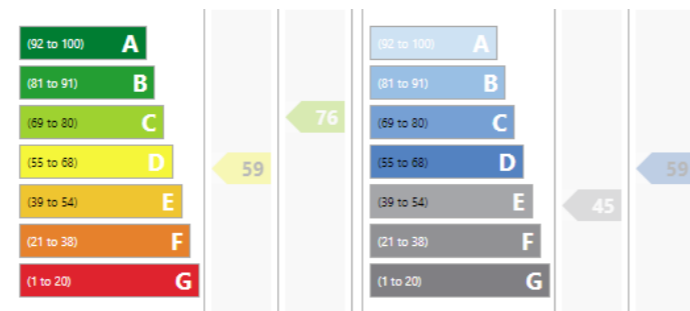 (92 to 100) A
(81 to 91) B
(69 to 80) C
(55 to 68) D
(39 to 54) E
(21 to 38) F
(1 to 20) G
59
76
(92 to 100) A
(81 to 91) B
(69 to 80) C
(55 to 68) D
(39 to 54) E
(21 to 38) F
(1 to 20) G
45
59